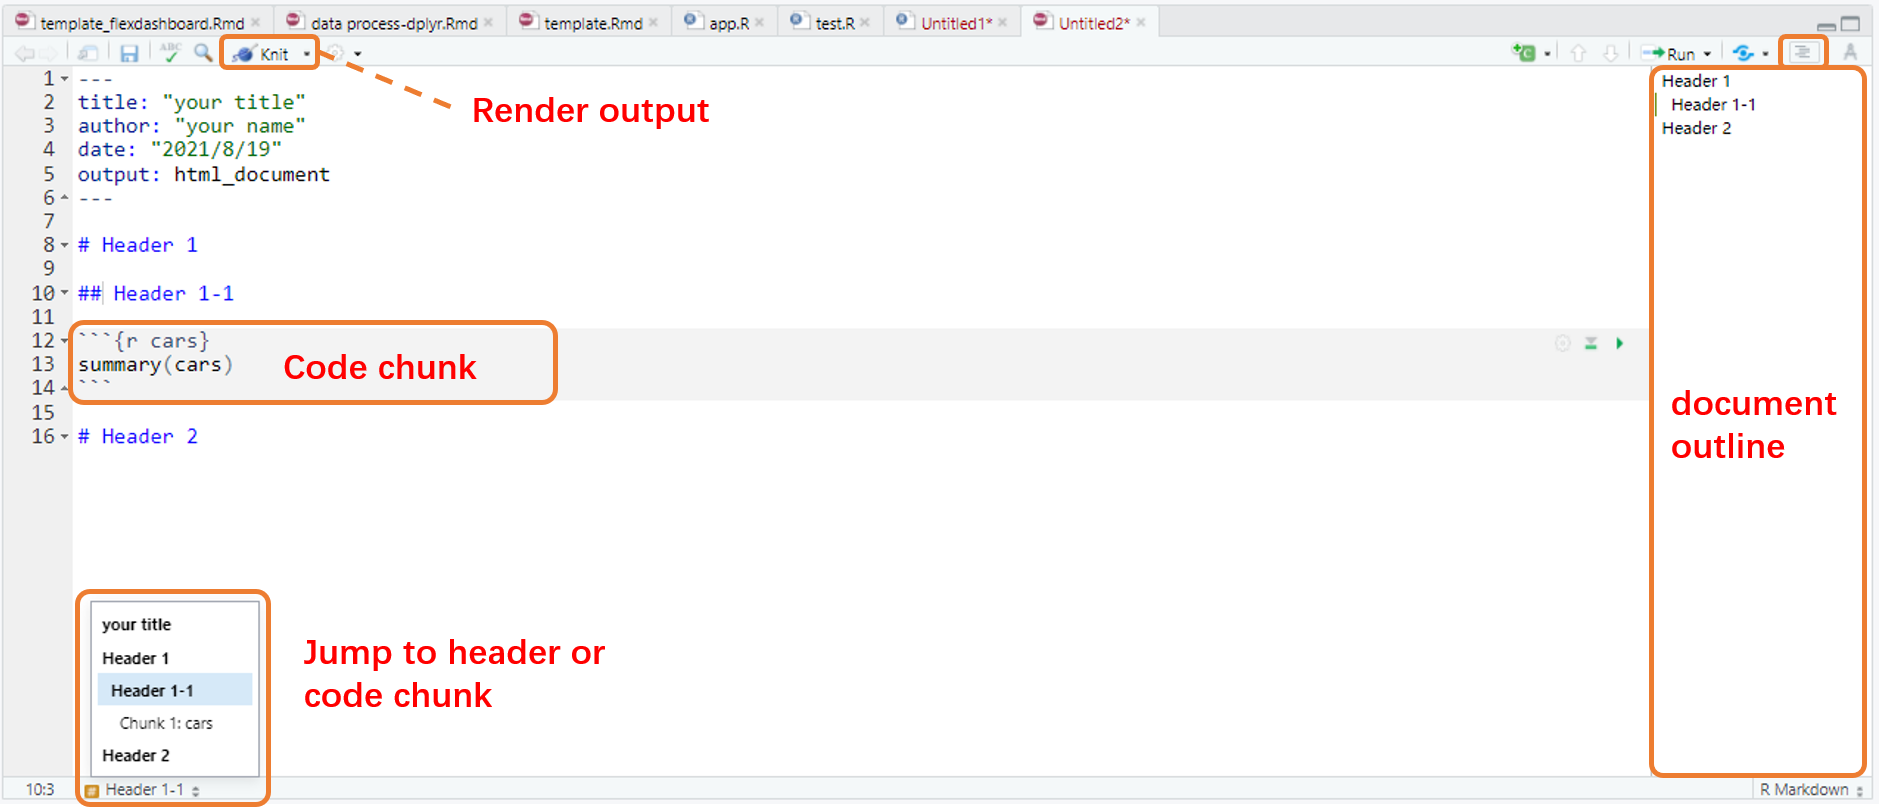 template_flexdashboard.Rmd × data process-dplyr.Rmd × template.Rmd × app.R × test.R × Untitled1* × Untitled2* ×
ABC Knit Run
Render output
1 ---
2 title: "your title"
3 author: "your name"
4 date: "2021/8/19"
5 output: html_document
6 ---
7
8 # Header 1
9
10 ## Header 1-1
11
12 ```{r cars}
13 summary(cars)
14 ```
15
16 # Header 2
Code chunk
Header 1
Header 1-1
Header 2
document
outline
your title
Header 1
Header 1-1
Chunk 1: cars
Header 2
Jump to header or
code chunk
10:3 # Header 1-1 R Markdown